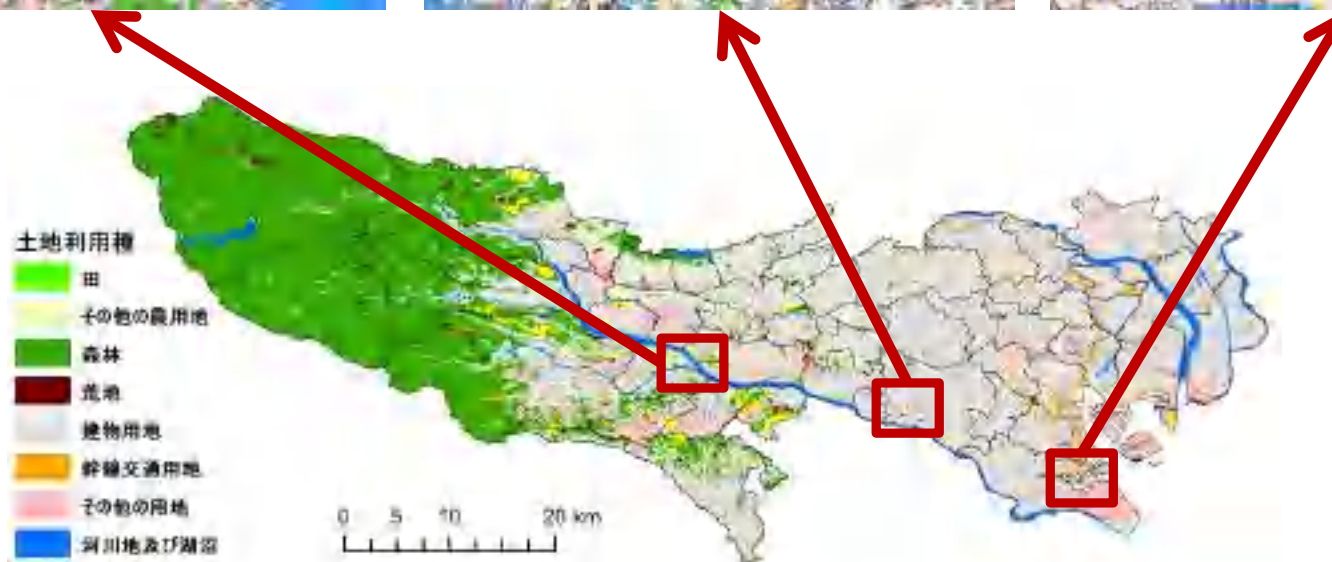 土地利用種
田
その他の農用地
森林
荒地
建物用地
幹線交通用地
その他の用地
河川地及び湖沼
0 5 10 20 km